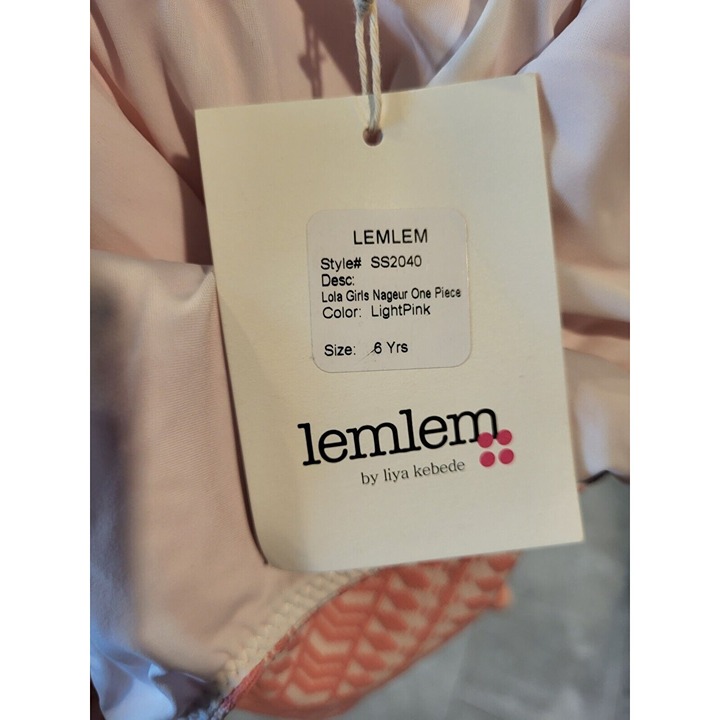 LEMLEM
Style# SS2040
Desc:
Lola Girls Nageur One Piece
Color: LightPink
Size: 6 Yrs
lemlem
by liya kebede